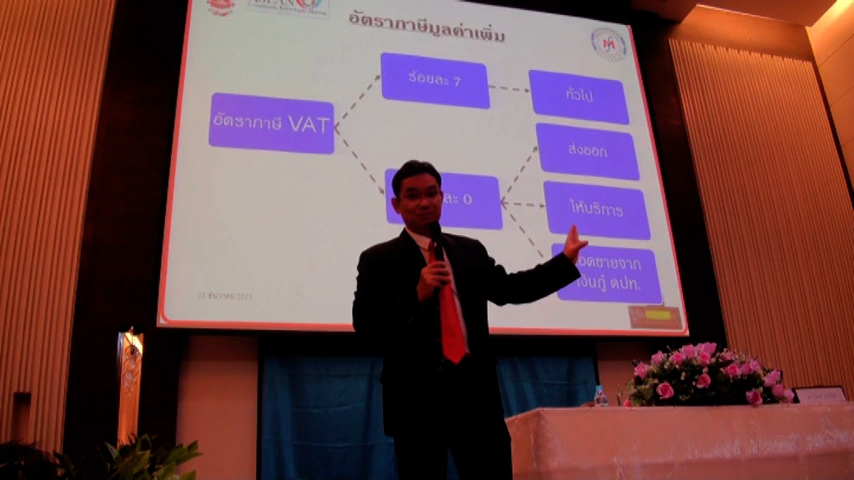 อัตราภาษีมูลค่าเพิ่ม
ร้อยละ 7
ทั่วไป
อัตราภาษี VAT
ส่งออก
ละ 0
ให้บริการ
อดขายจาก
เงินกู้ ตปท.